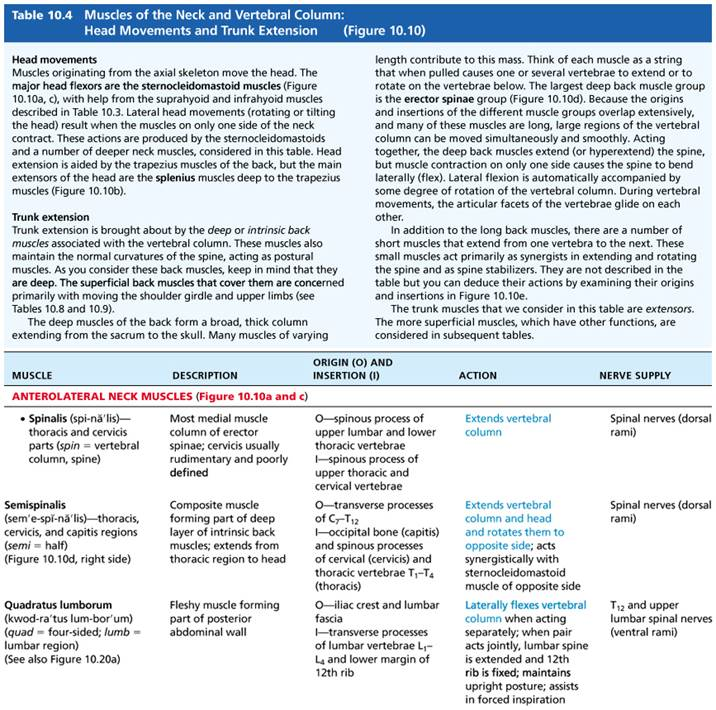 Table 10.4 Muscles of the Neck and Vertebral Column:
Head Movements and Trunk Extension (Figure 10.10)
Head movements
Muscles originating from the axial skeleton move the head. The
major head flexors are the sternocleidomastoid muscles (Figure
10.10a, c), with help from the suprahyoid and infrahyoid muscles
described in Table 10.3. Lateral head movements (rotating or tilting
the head) result when the muscles on only one side of the neck
contract. These actions are produced by the sternocleidomastoids
and a number of deeper neck muscles, considered in this table. Head
extension is aided by the trapezius muscles of the back, but the main
extensors of the head are the splenius muscles deep to the trapezius
muscles (Figure 10.10b).
Trunk extension
Trunk extension is brought about by the deep or intrinsic back
muscles associated with the vertebral column. These muscles also
maintain the normal curvatures of the spine, acting as postural
muscles. As you consider these back muscles, keep in mind that they
are deep. The superficial back muscles that cover them are concerned
primarily with moving the shoulder girdle and upper limbs (see
Tables 10.8 and 10.9).
The deep muscles of the back form a broad, thick column
extending from the sacrum to the skull. Many muscles of varying
length contribute to this mass. Think of each muscle as a string
that when pulled causes one or several vertebrae to extend or to
rotate on the vertebrae below. The largest deep back muscle group
is the erector spinae group (Figure 10.10d). Because the origins
and insertions of the different muscle groups overlap extensively,
and many of these muscles are long, large regions of the vertebral
column can be moved simultaneously and smoothly. Acting
together, the deep back muscles extend (or hyperextend) the spine,
but muscle contraction on only one side causes the spine to bend
laterally (flex). Lateral flexion is automatically accompanied by
some degree of rotation of the vertebral column. During vertebral
movements, the articular facets of the vertebrae glide on each
other.
In addition to the long back muscles, there are a number of
short muscles that extend from one vertebra to the next. These
small muscles act primarily as synergists in extending and rotating
the spine and as spine stabilizers. They are not described in the
table but you can deduce their actions by examining their origins
and insertions in Figure 10.10e.
The trunk muscles that we consider in this table are extensors.
The more superficial muscles, which have other functions, are
considered in subsequent tables.
MUSCLE DESCRIPTION ORIGIN (O) AND
INSERTION (I) ACTION NERVE SUPPLY
ANTEROLATERAL NECK MUSCLES (Figure 10.10a and c)
• Spinalis (spi-nă′lis)—
thoracis and cervicis
parts (spin = vertebral
column, spine)
Most medial muscle
column of erector
spinae; cervicis usually
rudimentary and poorly
defined
O—spinous process of
upper lumbar and lower
thoracic vertebrae
I—spinous process of
upper thoracic and
cervical vertebrae
Extends vertebral
column
Spinal nerves (dorsal
rami)
Semispinalis
(sem′e-spĭ-nă′lis)—thoracis,
cervicis, and capitis regions
(semi = half)
(Figure 10.10d, right side)
Composite muscle
forming part of deep
layer of intrinsic back
muscles; extends from
thoracic region to head
O—transverse processes
of C7–T12
I—occipital bone (capitis)
and spinous processes
of cervical (cervicis) and
thoracic vertebrae T1–T4
(thoracis)
Extends vertebral
column and head
and rotates them to
opposite side; acts
synergistically with
sternocleidomastoid
muscle of opposite side
Spinal nerves (dorsal
rami)
Quadratus lumborum
(kwod-ra′tus lum-bor′um)
(quad = four-sided; lumb =
lumbar region)
(See also Figure 10.20a)
Fleshy muscle forming
part of posterior
abdominal wall
O—iliac crest and lumbar
fascia
I—transverse processes
of lumbar vertebrae L1–
L4 and lower margin of
12th rib
Laterally flexes vertebral
column when acting
separately; when pair
acts jointly, lumbar spine
is extended and 12th
rib is fixed; maintains
upright posture; assists
in forced inspiration
T12 and upper
lumbar spinal nerves
(ventral rami)